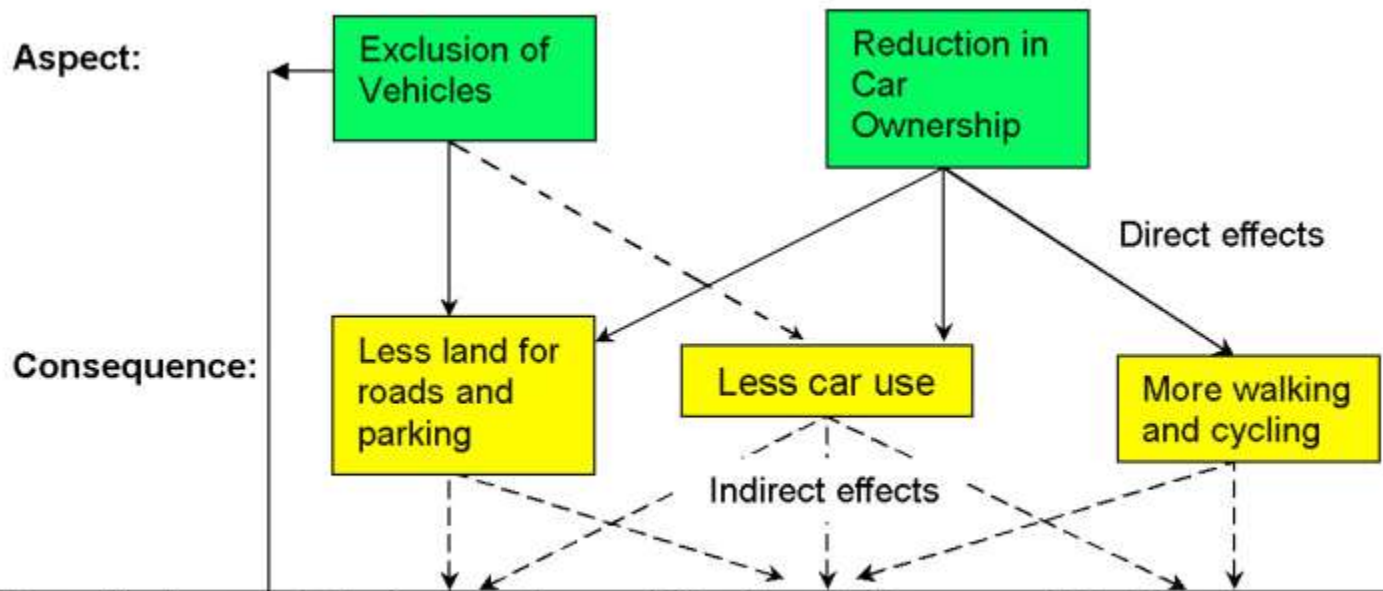 Aspect:
Exclusion of
Vehicles
Reduction in
Car
Ownership
Direct effects
Consequence:
Less land for
roads and
parking
Less car use
More walking
and cycling
Indirect effects